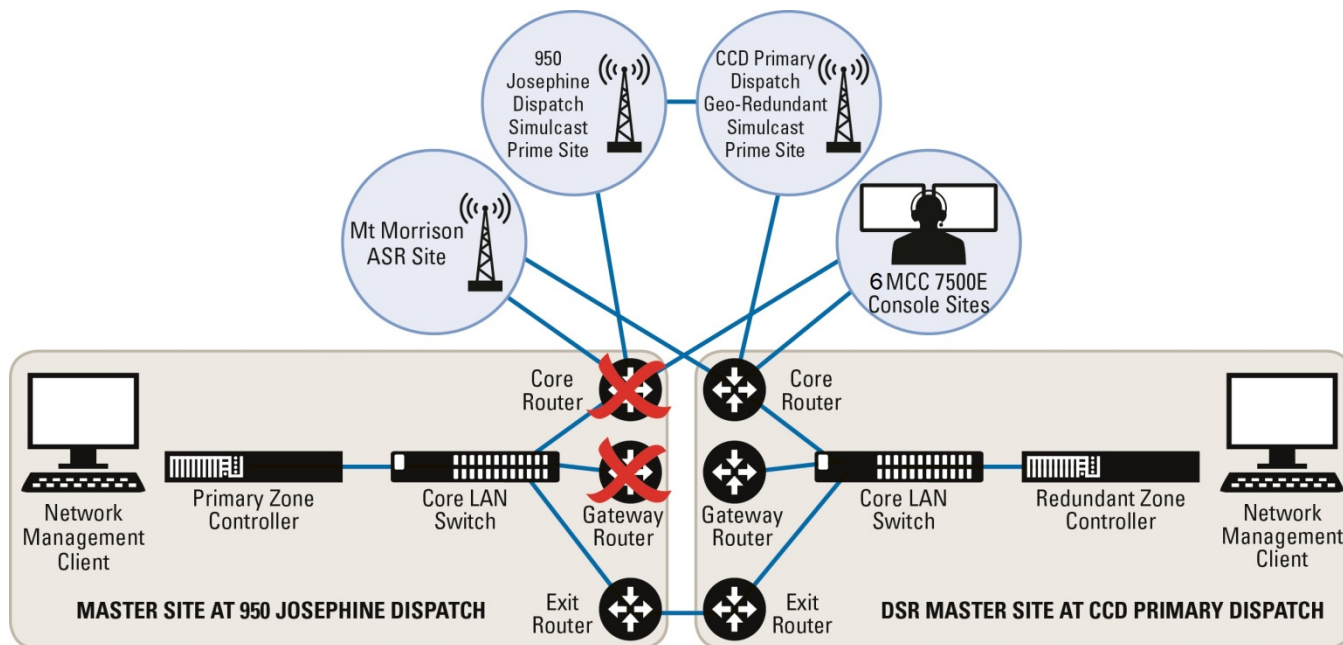 950
Josephine
Dispatch
Simulcast
Prime Site
CCD Primary
Dispatch
Geo-Redundant
Simulcast
Prime Site
Mt Morrison
ASR Site
6 MCC 7500E
Console Sites
Core
Router
Core
Router
Network
Management
Client
Primary Zone
Controller
Core LAN
Switch
Gateway
Router
Gateway
Router
Core LAN
Switch
Redundant Zone
Controller
Network
Management
Client
MASTER SITE AT 950 JOSEPHINE DISPATCH
Exit
Router
Exit
Router
DSR MASTER SITE AT CCD PRIMARY DISPATCH